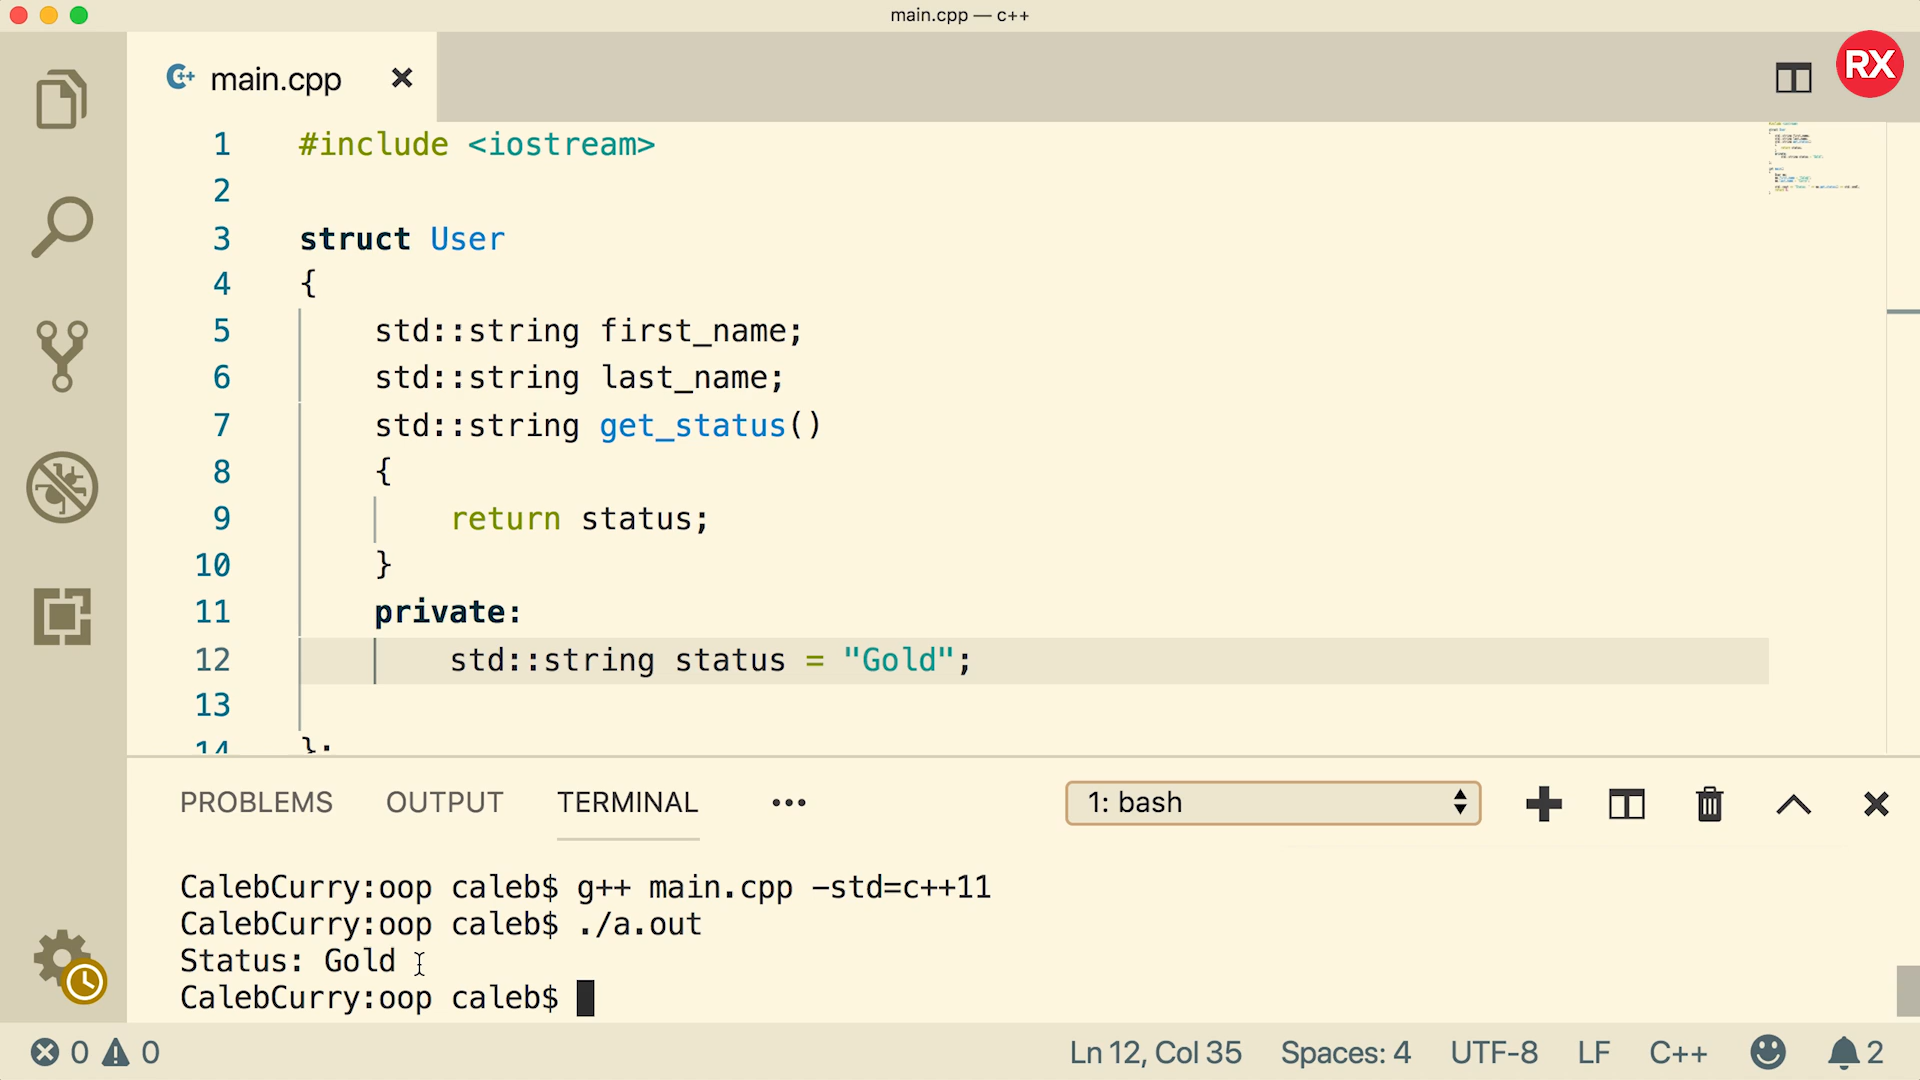 main.cpp — c++
main.cpp
RX
1 #include <iostream>
2
3 struct User
4 {
5 std::string first_name;
6 std::string last_name;
7 std::string get_status()
8 {
9 return status;
10 }
11 private:
12 std::string status = "Gold";
13
14 };
PROBLEMS OUTPUT TERMINAL ••• 1: bash
CalebCurry:oop caleb$ g++ main.cpp -std=c++11
CalebCurry:oop caleb$ ./a.out
Status: Gold
CalebCurry:oop caleb$
0 0 Ln 12, Col 35 Spaces: 4 UTF-8 LF C++ 2